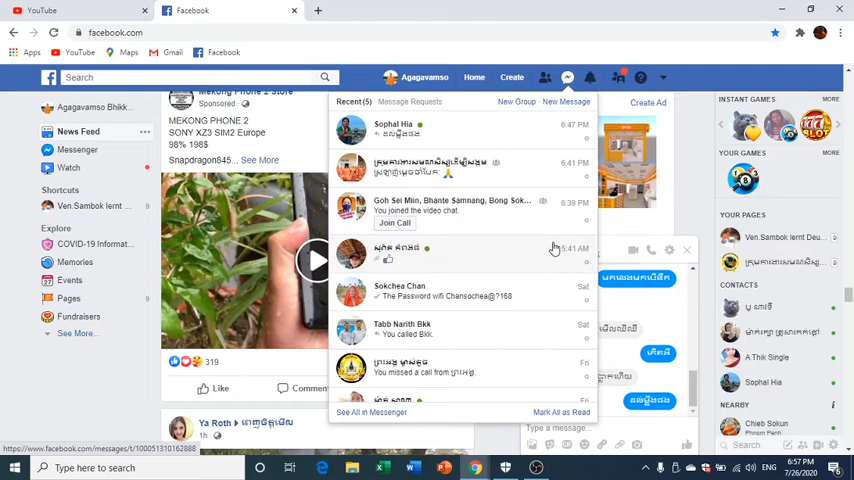 YouTube
Facebook
facebook.com
Apps
YouTube
Maps
Gmail
Facebook
Search
Agagavamso
Home
Create
Agagavamso Bhikk...
News Feed
Messenger
Watch
Shortcuts
Ven.Sambok lernt ...
Explore
COVID-19 Informat...
Memories
Events
Pages
Fundraisers
See More...
Mekong Phone 2 Store
Sponsored
MEKONG PHONE 2
SONY XZ3 SIM2 Europe
98% 198$
Snapdragon845... See More
319
Like
Comment
Ya Roth
1h
Recent (5)
Message Requests
New Group
New Message
Sophal Hia
6:47 PM
6:41 PM
Goh Sei Miin, Bhante Samnang, Bong Sok...
6:39 PM
You joined the video chat.
Join Call
5:41 AM
Sokchea Chan
Sat
The Password wifi Chansochea@?168
Tabb Narith Bkk
Sat
You called Bkk.
Fri
You missed a call from
Fri
See All in Messenger
Mark All as Read
Create Ad
Type a message...
INSTANT GAMES
MORE
YOUR GAMES
MORE
YOUR PAGES
Ven.Sambok lernt Deu...
CONTACTS
A Thik Single
Sophal Hia
NEARBY
Chieb Sokun
Phnom Penh
Search
https://www.facebook.com/messages/t/100051310162888
Type here to search
ENG
6:57 PM
7/26/2020